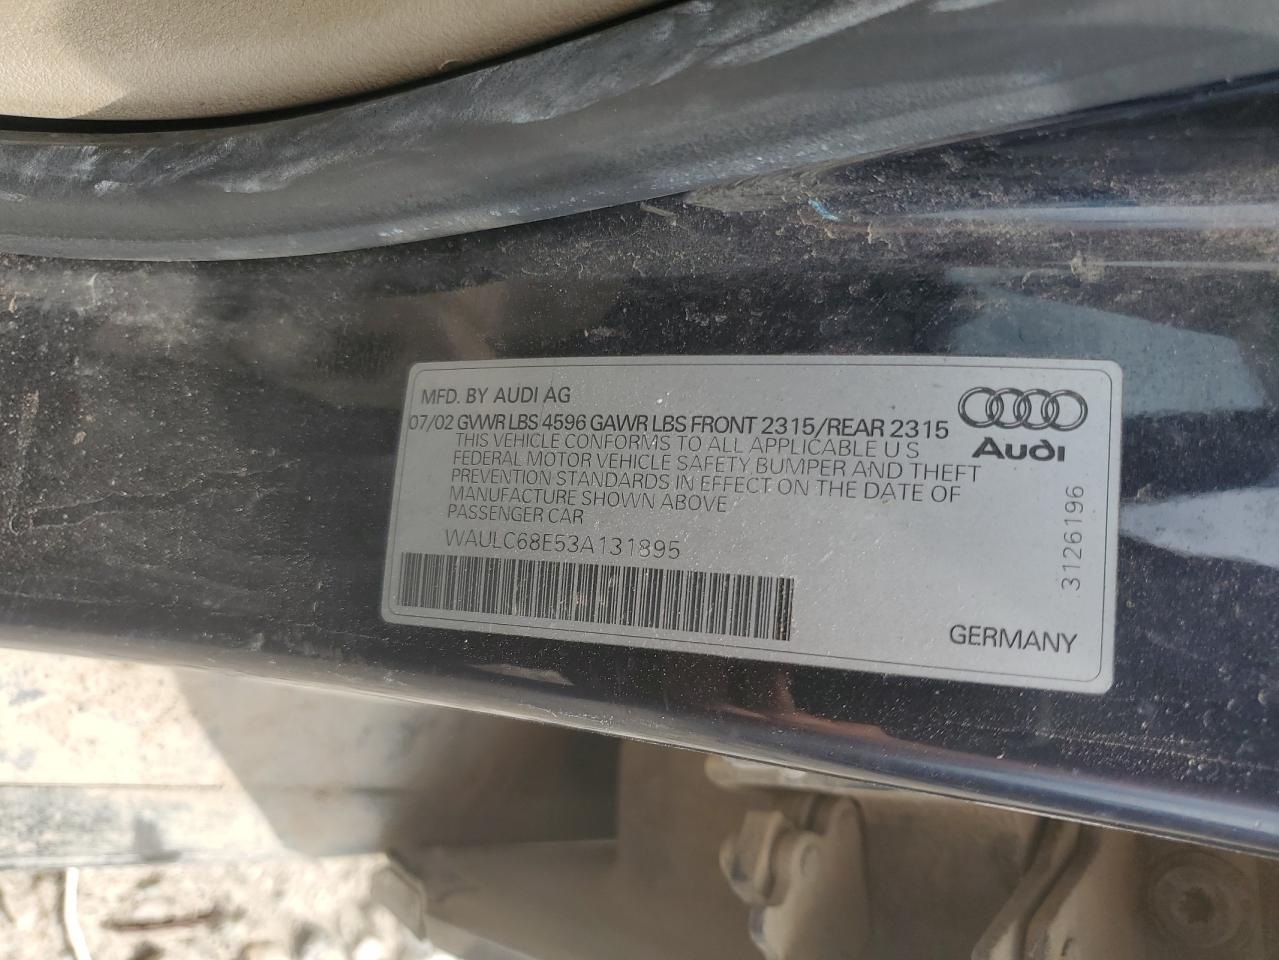 MFD. BY AUDI AG
07/02 GVWR LBS 4596 GAWR LBS FRONT 2315/REAR 2315
THIS VEHICLE CONFORMS TO ALL APPLICABLE U S
FEDERAL MOTOR VEHICLE SAFETY, BUMPER AND THEFT
PREVENTION STANDARDS IN EFFECT ON THE DATE OF
MANUFACTURE SHOWN ABOVE
PASSENGER CAR
WAULC68E53A131895
Audi
3126196
GERMANY